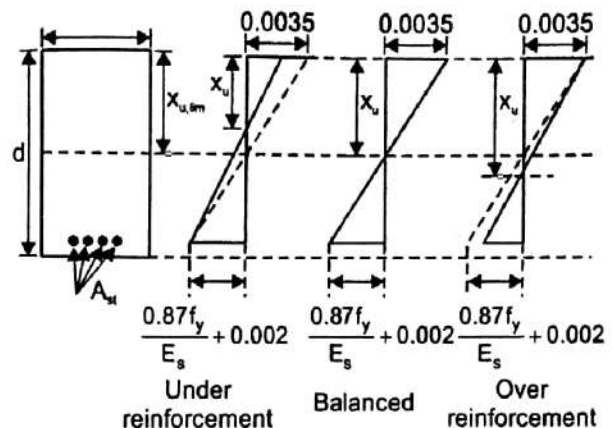 0.0035 0.0035 0.0035
x_u,lim x_u x_u x_u
d
A_st
0.87f_y/E_s + 0.002 0.87f_y/E_s + 0.002 0.87f_y/E_s + 0.002
Under reinforcement Balanced Over reinforcement